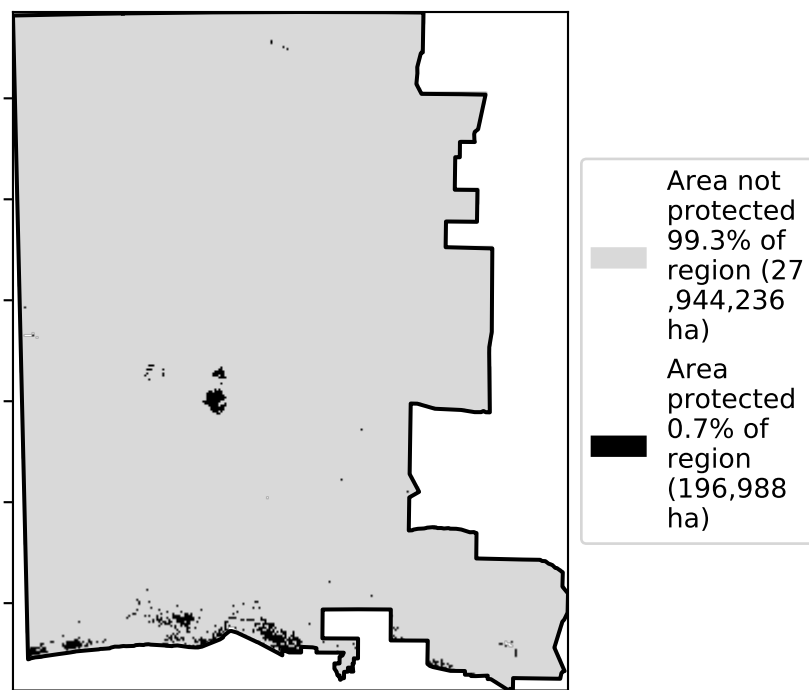 Area not
protected
99.3% of
region (27
,944,236
ha)
Area
protected
0.7% of
region
(196,988
ha)